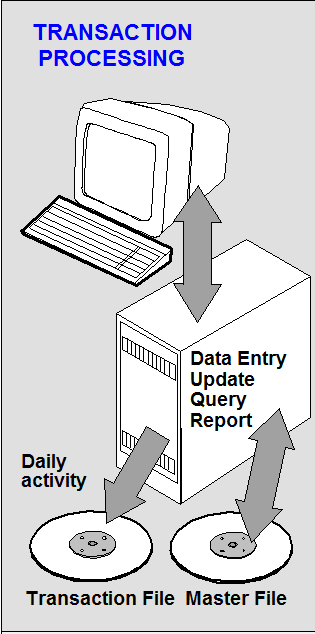 TRANSACTION
PROCESSING
Data Entry
Update
Query
Report
Daily
activity
Transaction File
Master File